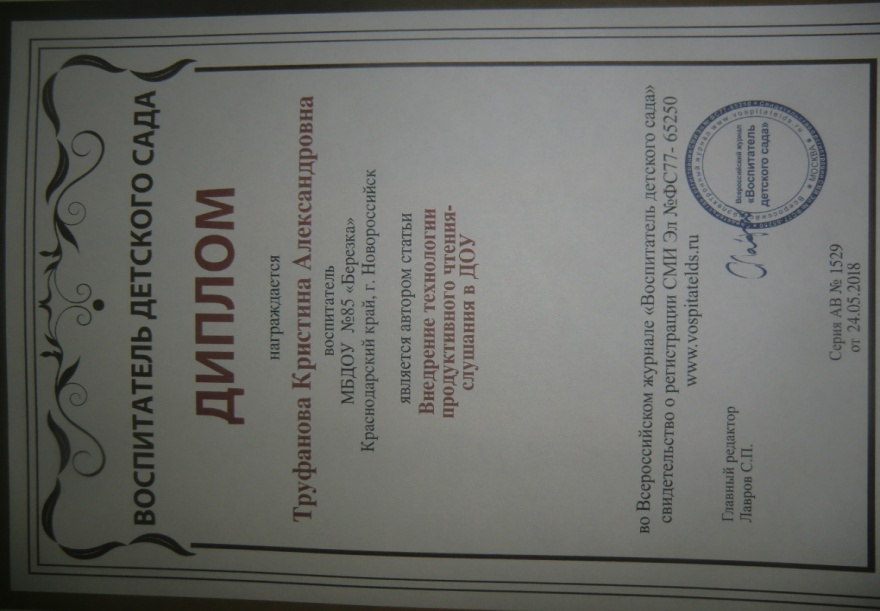 ВОСПИТАТЕЛЬ ДЕТСКОГО САДА
ДИПЛОМ
награждается
Труфанова Кристина Александровна
воспитатель
МБДОУ №85 «Березка»
Краснодарский край, г. Новороссийск
является автором статьи
Внедрение технологии
продуктивного чтения-
слушания в ДОУ
во Всероссийском журнале «Воспитатель детского сада»
свидетельство о регистрации СМИ Эл №ФС77- 65250
www.vospitatelds.ru
Главный редактор
Лавров С.П.
Всероссийский журнал
«Воспитатель
детского сада»
МОСКВА
www.vospitatelds.ru
Серия АВ № 1529
от 24.05.2018